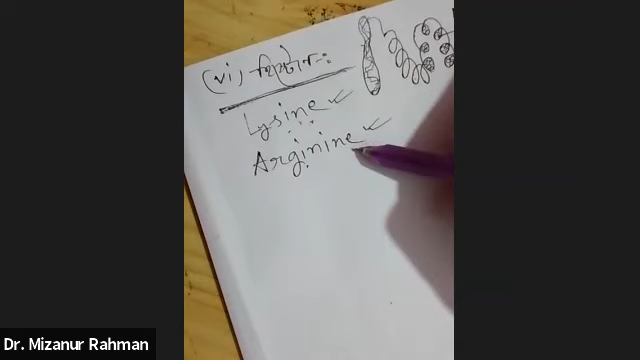 (vi) হিস্টোন :
Lysine ✓
Arginine ✓
Dr. Mizanur Rahman